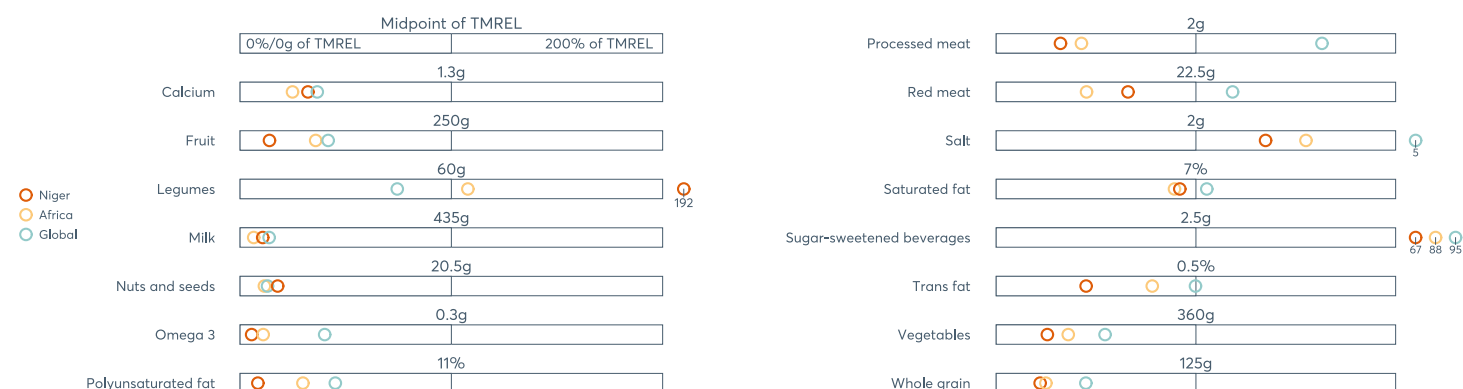 Midpoint of TMREL
0%/0g of TMREL
200% of TMREL
1.3g
Calcium
250g
Fruit
60g
Legumes
192
435g
Milk
20.5g
Nuts and seeds
0.3g
Omega 3
11%
Polyunsaturated fat
Niger
Africa
Global
2g
Processed meat
22.5g
Red meat
2g
Salt
5
7%
Saturated fat
2.5g
Sugar-sweetened beverages
67 88 95
0.5%
Trans fat
360g
Vegetables
125g
Whole grain